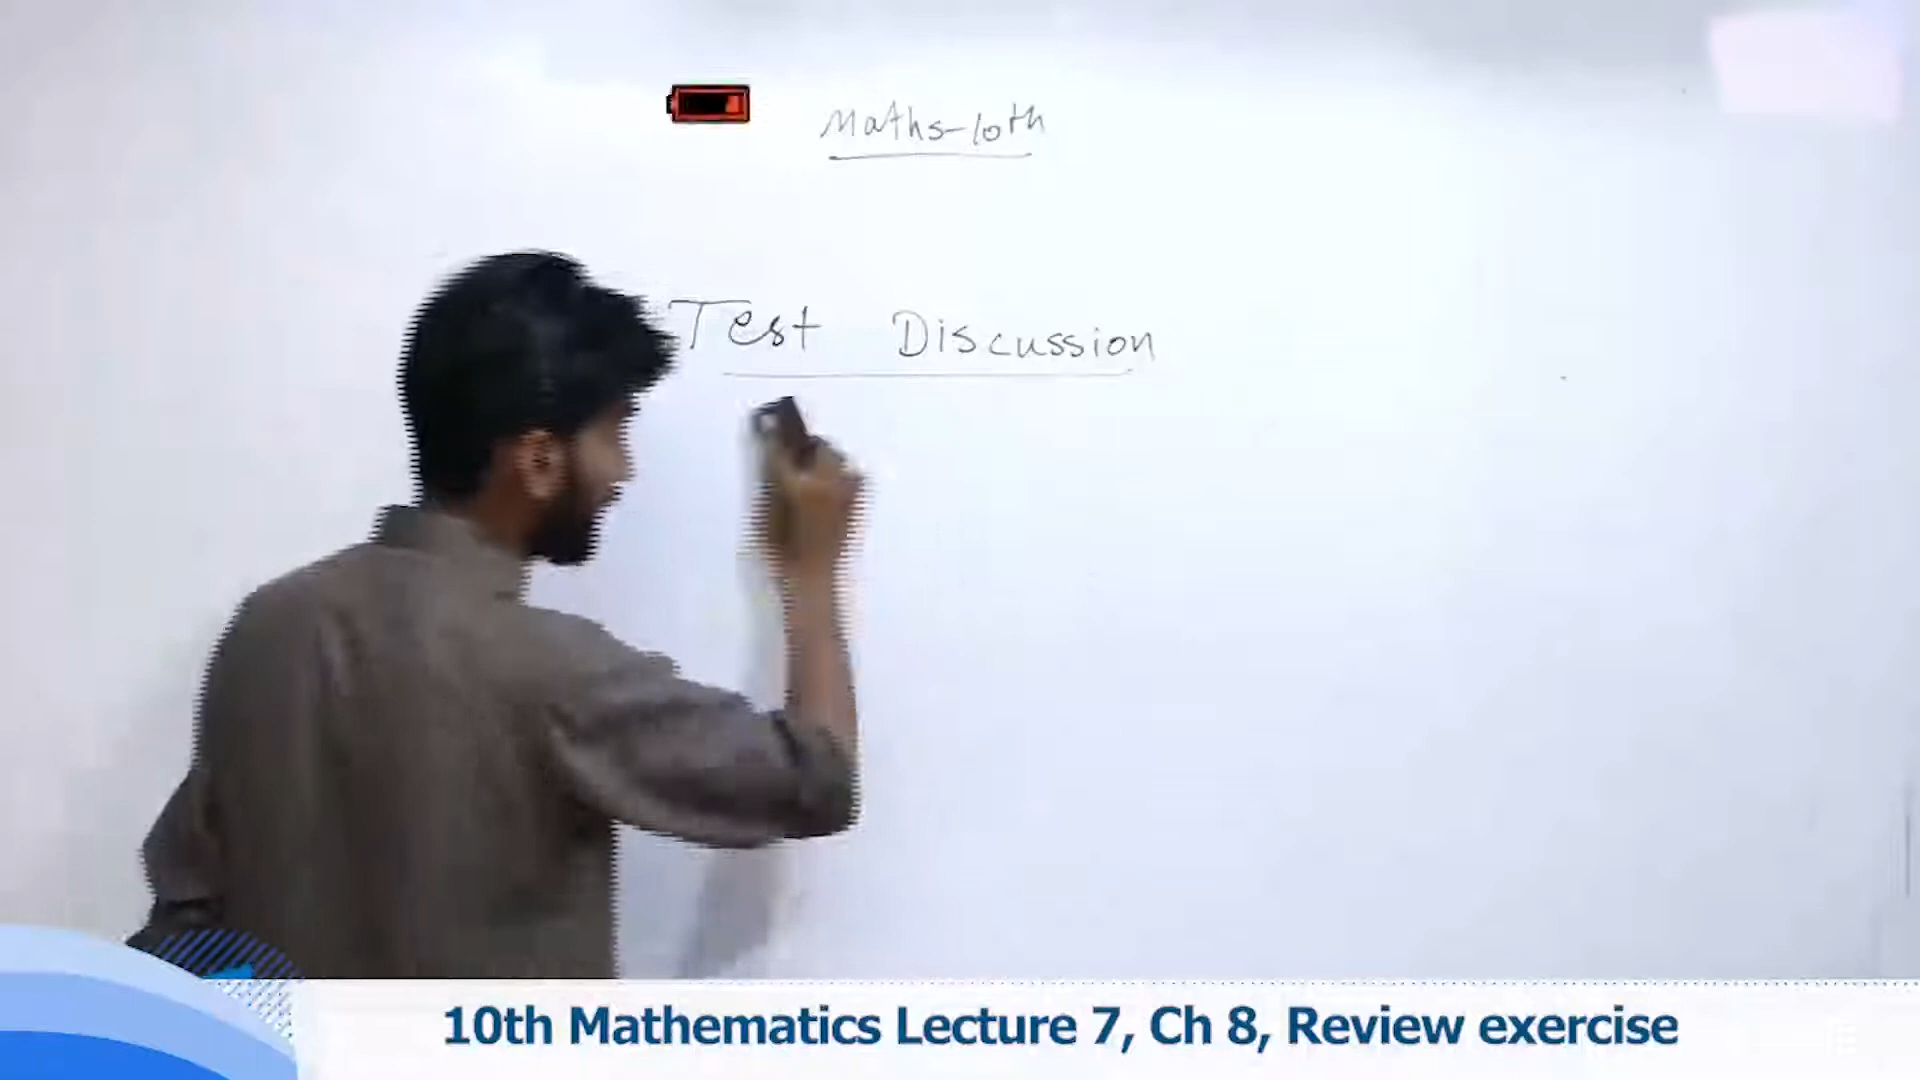 Maths-10th
Test Discussion
10th Mathematics Lecture 7, Ch 8, Review exercise